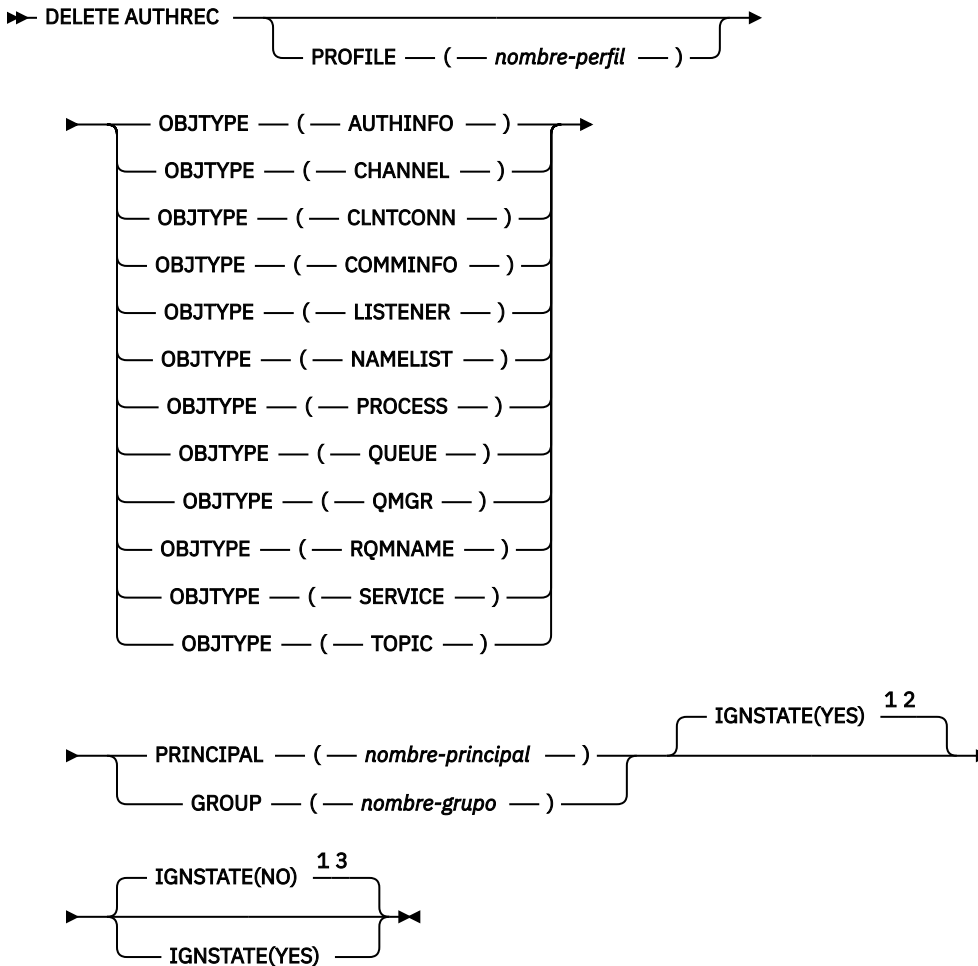 DELETE AUTHREC
PROFILE ( nombre-perfil )
OBJTYPE ( AUTHINFO )
OBJTYPE ( CHANNEL )
OBJTYPE ( CLNTCONN )
OBJTYPE ( COMMINFO )
OBJTYPE ( LISTENER )
OBJTYPE ( NAMELIST )
OBJTYPE ( PROCESS )
OBJTYPE ( QUEUE )
OBJTYPE ( QMGR )
OBJTYPE ( RQMNAME )
OBJTYPE ( SERVICE )
OBJTYPE ( TOPIC )
IGNSTATE(YES) 1 2
PRINCIPAL ( nombre-principal )
GROUP ( nombre-grupo )
IGNSTATE(NO) 1 3
IGNSTATE(YES)